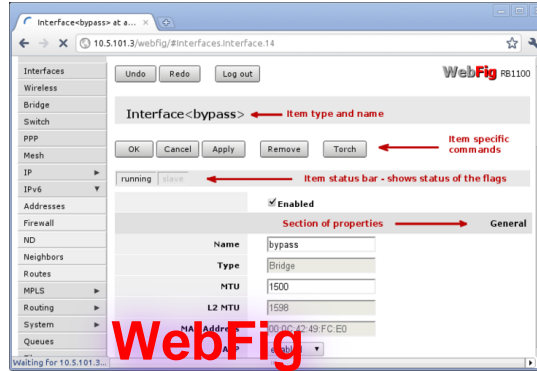 Interface<bypass> at a...
10.5.101.3/webfig/#Interfaces.Interface.14
Interfaces
Wireless
Bridge
Switch
PPP
Mesh
IP
IPv6
Addresses
Firewall
ND
Neighbors
Routes
MPLS
Routing
System
Queues
Undo Redo Log out
WebFig RB1100
Interface<bypass> Item type and name
OK Cancel Apply Remove Torch
Item specific
commands
running slave Item status bar - shows status of the flags
Enabled
Section of properties General
Name bypass
Type Bridge
MTU 1500
L2 MTU 1598
MAC Address 00:0C:42:49:FC:E0
ARP enabled
WebFig
Waiting for 10.5.101.3...